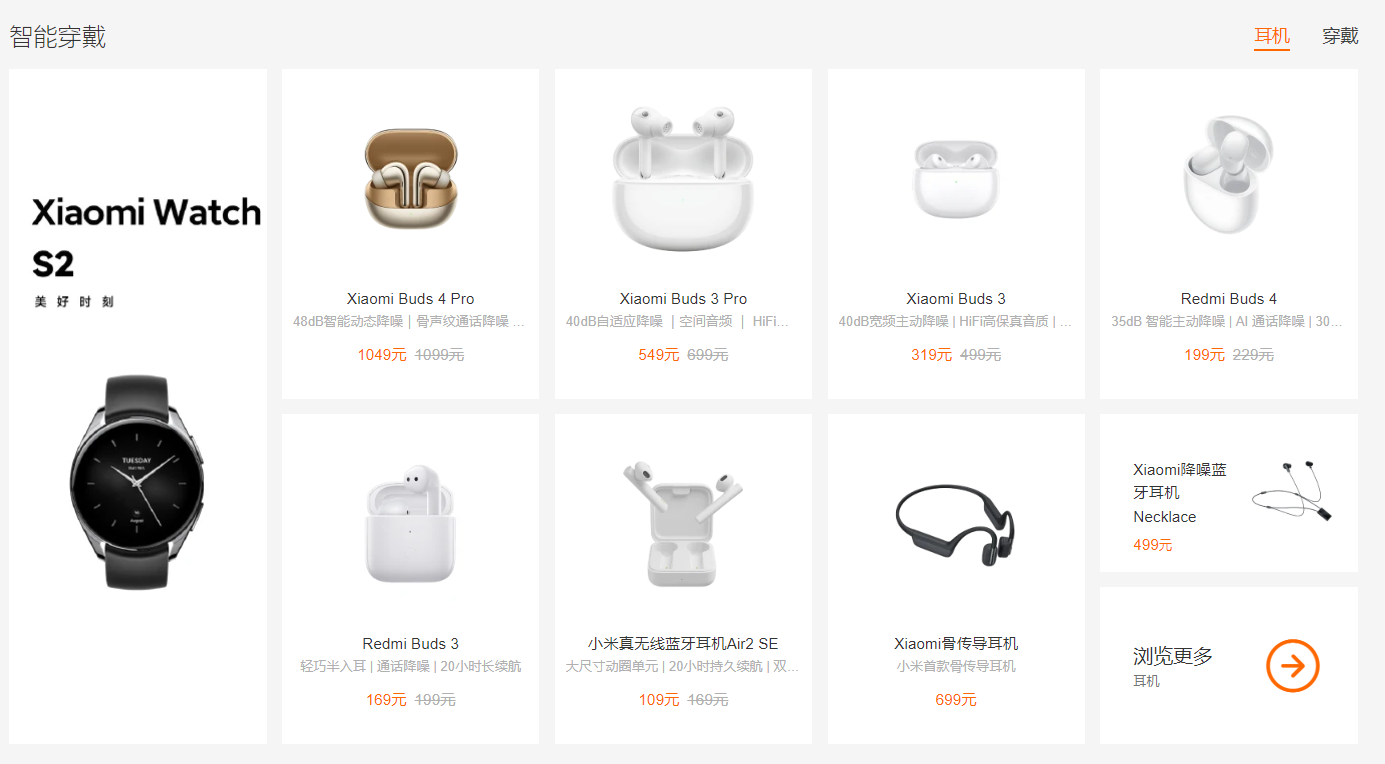 智能穿戴
耳机
穿戴
Xiaomi Watch
S2
美好时刻
TUESDAY
August
Xiaomi Buds 4 Pro
48dB智能动态降噪｜骨声纹通话降噪 ...
1049元 1099元
Xiaomi Buds 3 Pro
40dB自适应降噪 ｜空间音频 ｜ HiFi...
549元 699元
Xiaomi Buds 3
40dB宽频主动降噪 | HiFi高保真音质 | ...
319元 499元
Redmi Buds 4
35dB 智能主动降噪 | AI 通话降噪 | 30...
199元 229元
Redmi Buds 3
轻巧半入耳 | 通话降噪 | 20小时长续航
169元 199元
小米真无线蓝牙耳机Air2 SE
大尺寸动圈单元 | 20小时持久续航 | 双...
109元 169元
Xiaomi骨传导耳机
小米首款骨传导耳机
699元
Xiaomi降噪蓝
牙耳机
Necklace
499元
浏览更多
耳机